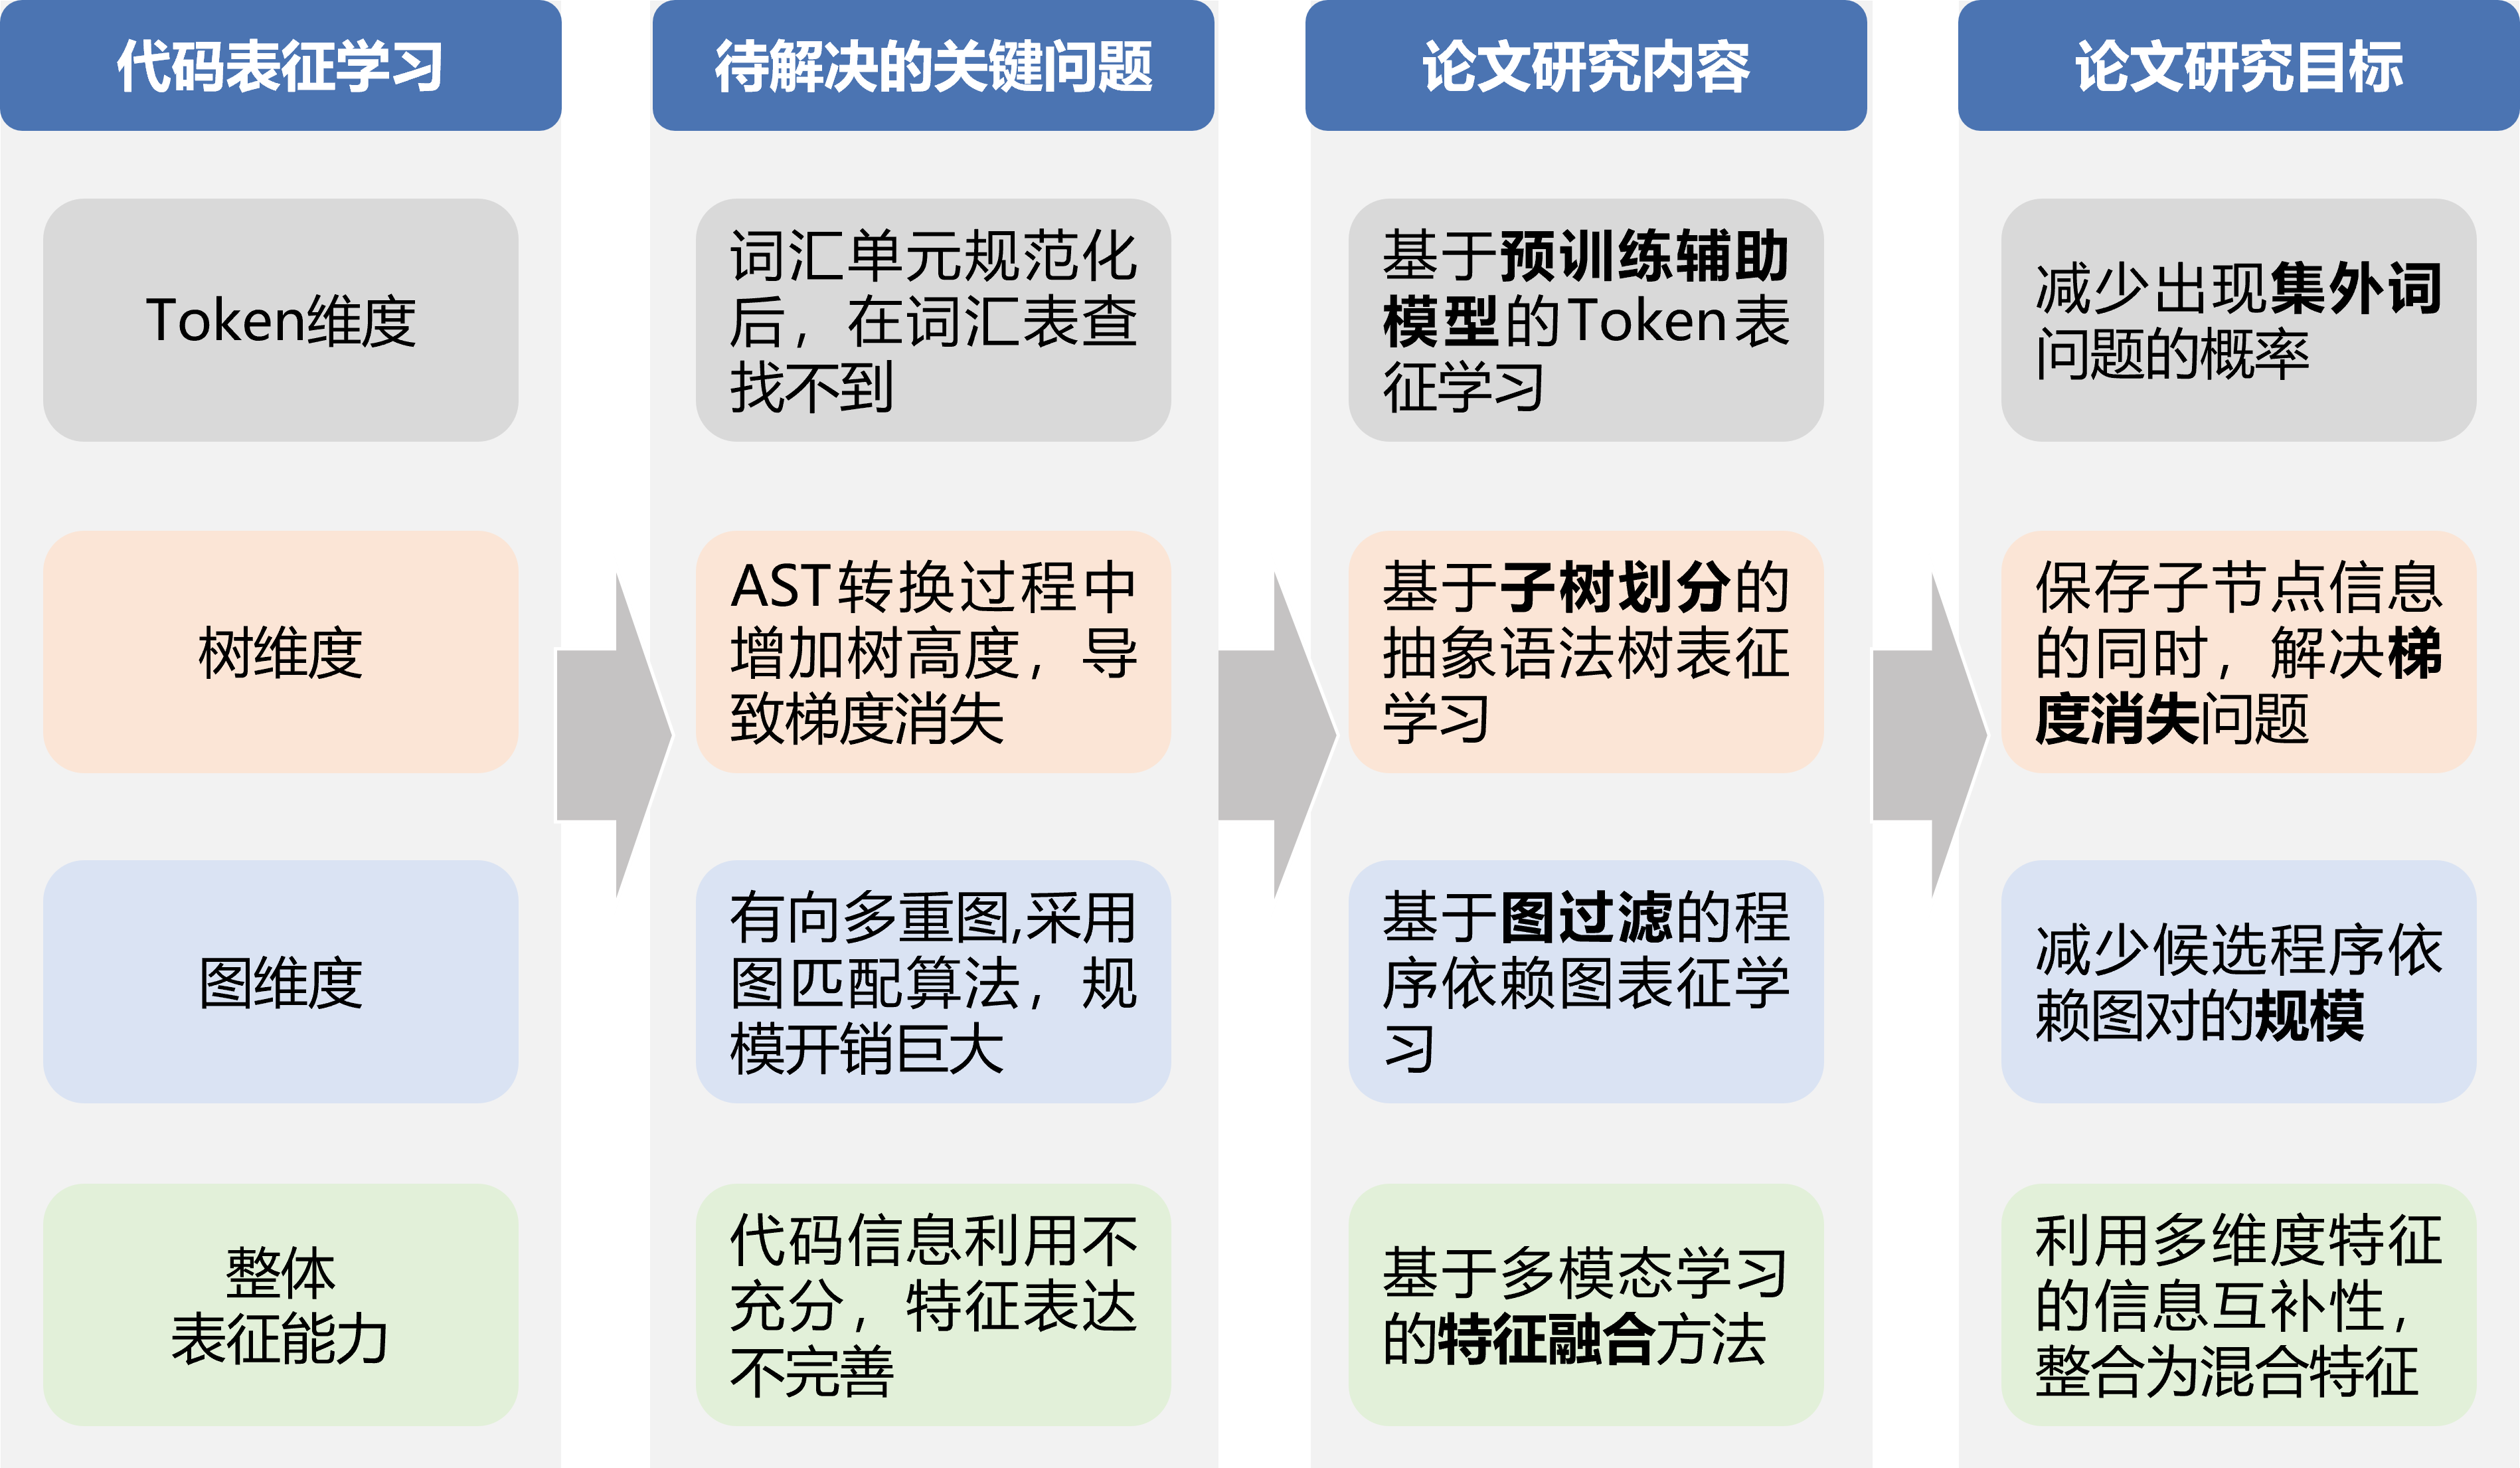 代码表征学习
待解决的关键问题
论文研究内容
论文研究目标
Token维度
词汇单元规范化
后，在词汇表查
找不到
基于预训练辅助
模型的Token表
征学习
减少出现集外词
问题的概率
树维度
AST转换过程中
增加树高度，导
致梯度消失
基于子树划分的
抽象语法树表征
学习
保存子节点信息
的同时，解决梯
度消失问题
图维度
有向多重图,采用
图匹配算法，规
模开销巨大
基于图过滤的程
序依赖图表征学
习
减少候选程序依
赖图对的规模
整体
表征能力
代码信息利用不
充分，特征表达
不完善
基于多模态学习
的特征融合方法
利用多维度特征
的信息互补性，
整合为混合特征